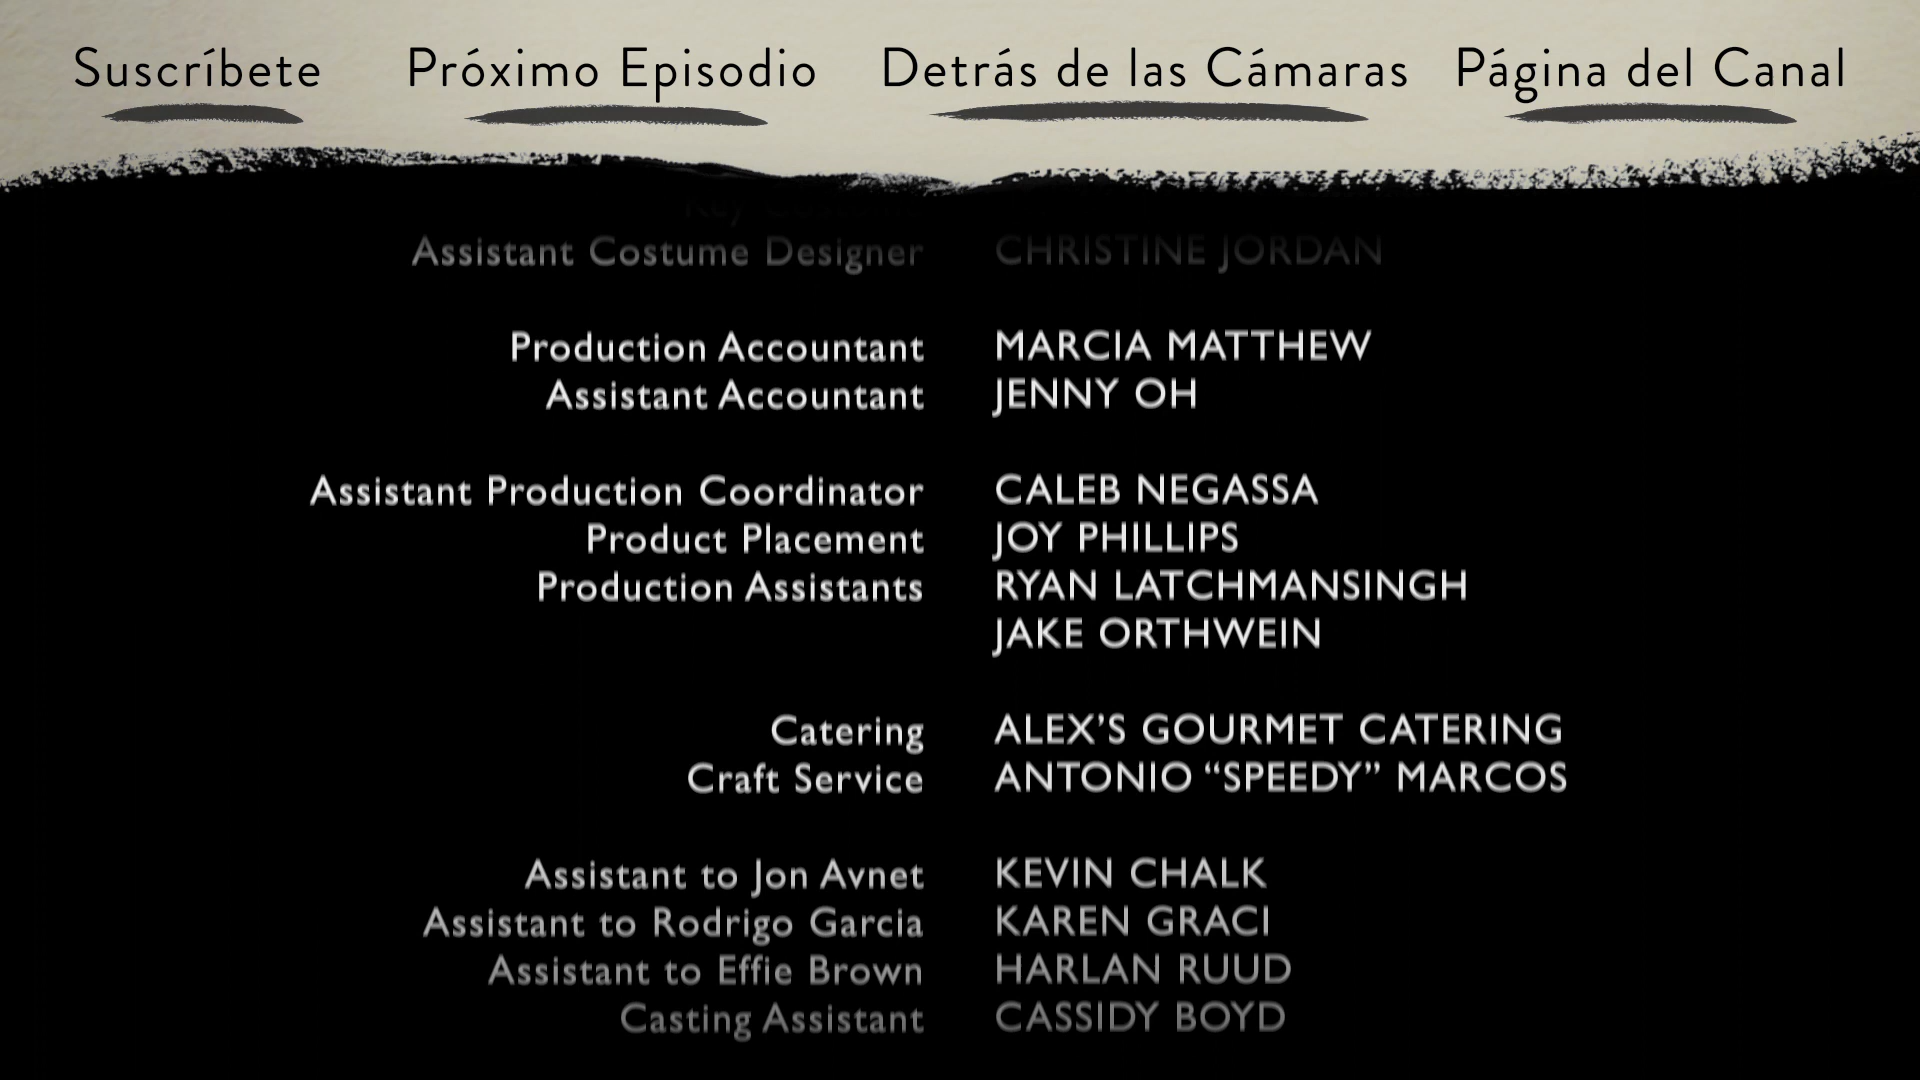 Suscríbete Próximo Episodio Detrás de las Cámaras Página del Canal
Key
Assistant Costume Designer CHRISTINE JORDAN
Production Accountant MARCIA MATTHEW
Assistant Accountant JENNY OH
Assistant Production Coordinator CALEB NEGASSA
Product Placement JOY PHILLIPS
Production Assistants RYAN LATCHMANSINGH
JAKE ORTHWEIN
Catering ALEX’S GOURMET CATERING
Craft Service ANTONIO “SPEEDY” MARCOS
Assistant to Jon Avnet KEVIN CHALK
Assistant to Rodrigo Garcia KAREN GRACI
Assistant to Effie Brown HARLAN RUUD
Casting Assistant CASSIDY BOYD